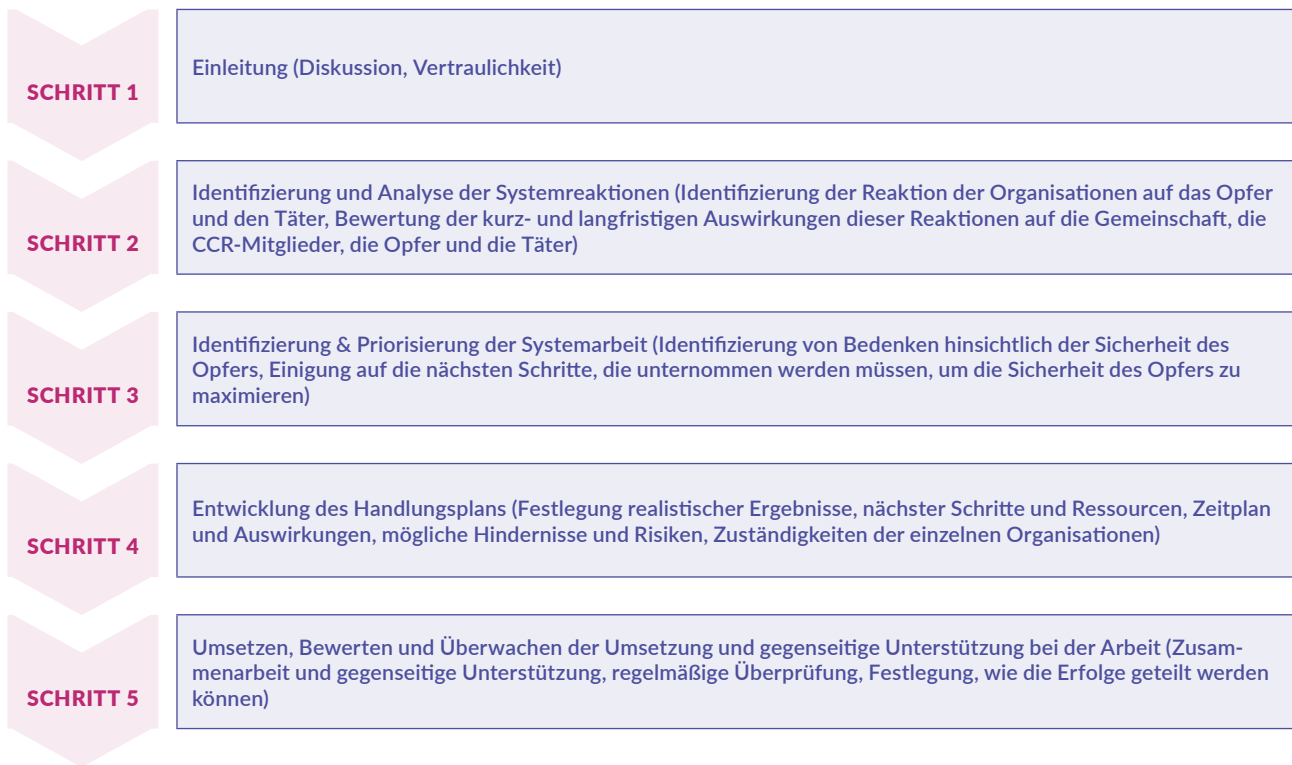 SCHRITT 1
Einleitung (Diskussion, Vertraulichkeit)
SCHRITT 2
Identifizierung und Analyse der Systemreaktionen (Identifizierung der Reaktion der Organisationen auf das Opfer
und den Täter, Bewertung der kurz- und langfristigen Auswirkungen dieser Reaktionen auf die Gemeinschaft, die
CCR-Mitglieder, die Opfer und die Täter)
SCHRITT 3
Identifizierung & Priorisierung der Systemarbeit (Identifizierung von Bedenken hinsichtlich der Sicherheit des
Opfers, Einigung auf die nächsten Schritte, die unternommen werden müssen, um die Sicherheit des Opfers zu
maximieren)
SCHRITT 4
Entwicklung des Handlungsplans (Festlegung realistischer Ergebnisse, nächster Schritte und Ressourcen, Zeitplan
und Auswirkungen, mögliche Hindernisse und Risiken, Zuständigkeiten der einzelnen Organisationen)
SCHRITT 5
Umsetzen, Bewerten und Überwachen der Umsetzung und gegenseitige Unterstützung bei der Arbeit (Zusam-
menarbeit und gegenseitige Unterstützung, regelmäßige Überprüfung, Festlegung, wie die Erfolge geteilt werden
können)